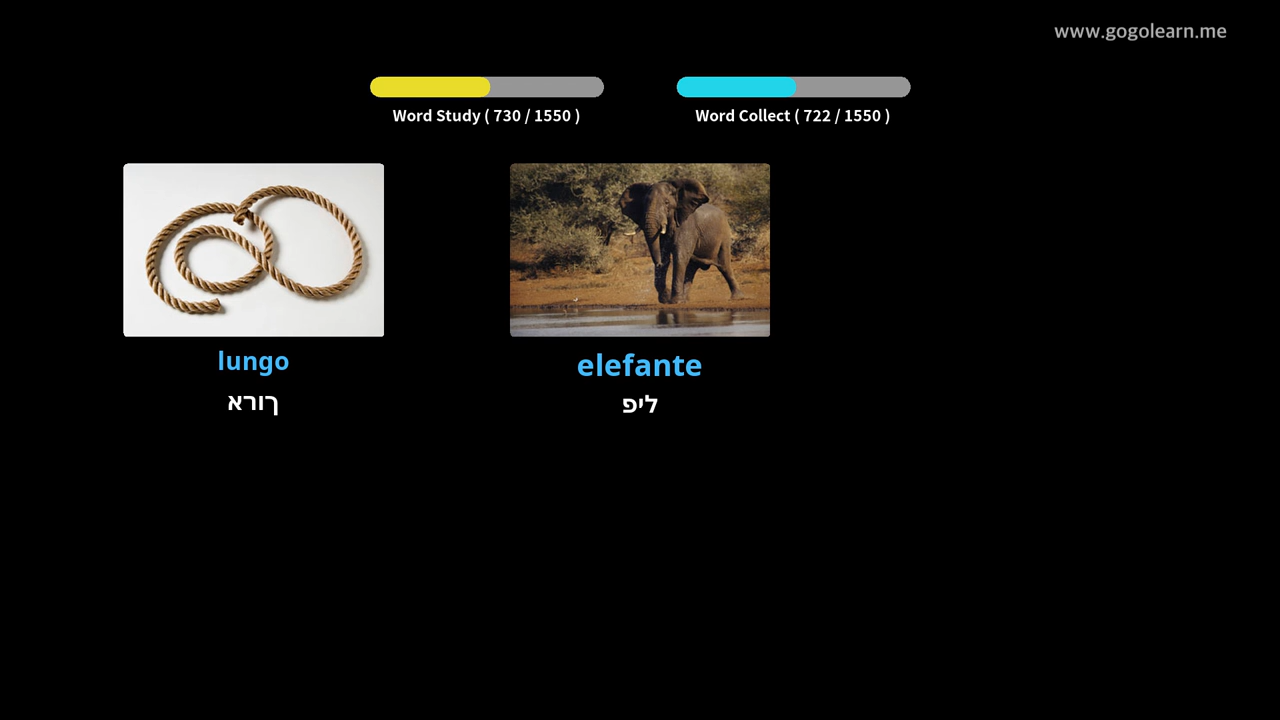 www.gogolearn.me
Word Study ( 730 / 1550 )
Word Collect ( 722 / 1550 )
lungo
ךורא
elefante
ליפ